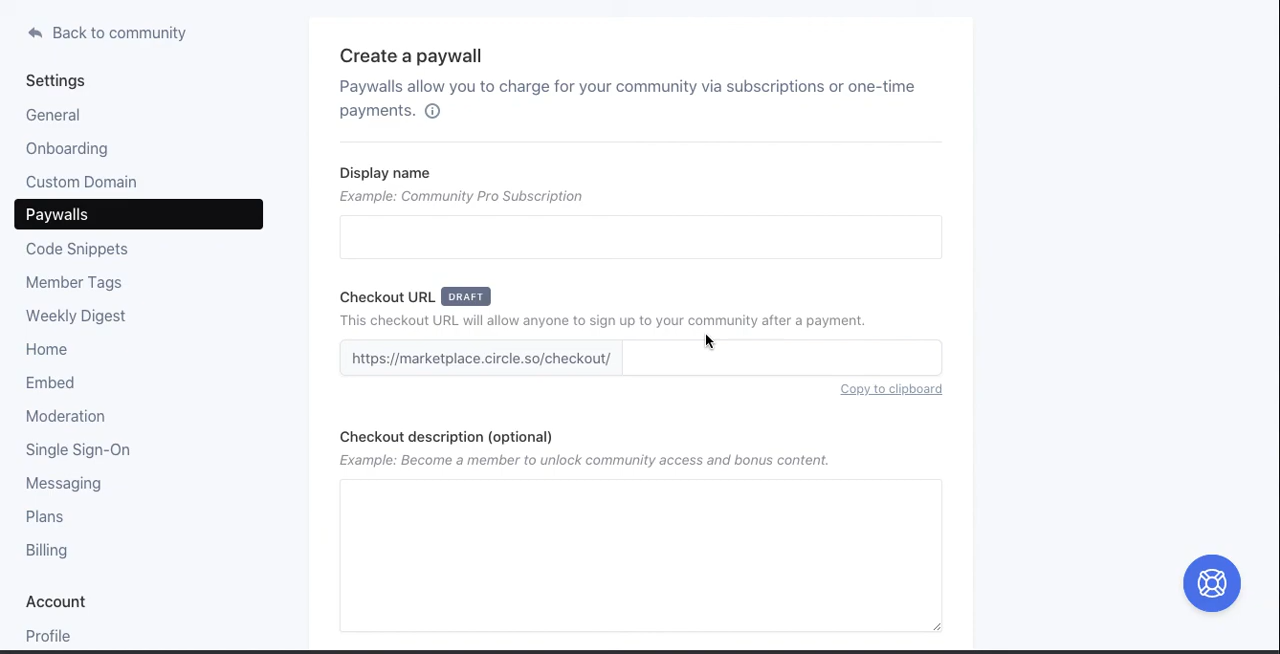 Back to community
Settings
General
Onboarding
Custom Domain
Paywalls
Code Snippets
Member Tags
Weekly Digest
Home
Embed
Moderation
Single Sign-On
Messaging
Plans
Billing
Account
Profile
Create a paywall
Paywalls allow you to charge for your community via subscriptions or one-time
payments.
Display name
Example: Community Pro Subscription
Checkout URL DRAFT
This checkout URL will allow anyone to sign up to your community after a payment.
https://marketplace.circle.so/checkout/
Copy to clipboard
Checkout description (optional)
Example: Become a member to unlock community access and bonus content.